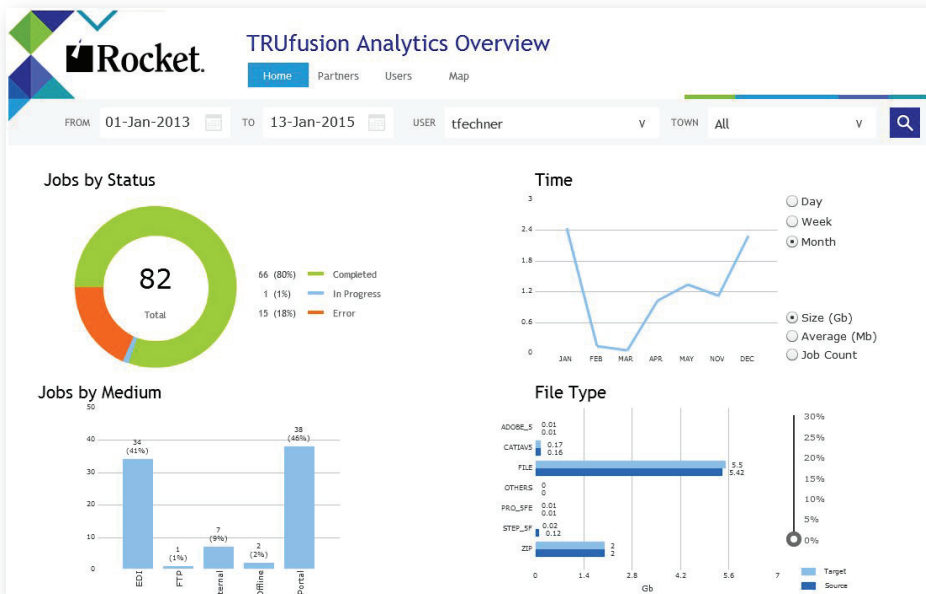 Rocket.
TRUfusion Analytics Overview
Home Partners Users Map
FROM 01-Jan-2013 TO 13-Jan-2015 USER tfechner v TOWN All v
Jobs by Status
82
Total
66 (80%) Completed
1 (1%) In Progress
15 (18%) Error
Time
3
2.4
1.8
1.2
0.6
0
JAN FEB MAR APR MAY NOV DEC
Day
Week
Month
Size (Gb)
Average (Mb)
Job Count
Jobs by Medium
50
40
30
20
10
0
34
(41%)
1
(1%)
7
(9%)
2
(2%)
38
(46%)
EDI FTP ternal Offline Portal
File Type
ADOBE_5 0.01
0.01
CATIAV5 0.17
0.16
FILE 5.5
5.42
OTHERS 0
0
PRO_5FE 0.01
0.01
STEP_5F 0.02
0.12
ZIP 2
2
0 1.4 2.8 4.2 5.6 7
Gb
30%
25%
20%
15%
10%
5%
0%
Target
Source